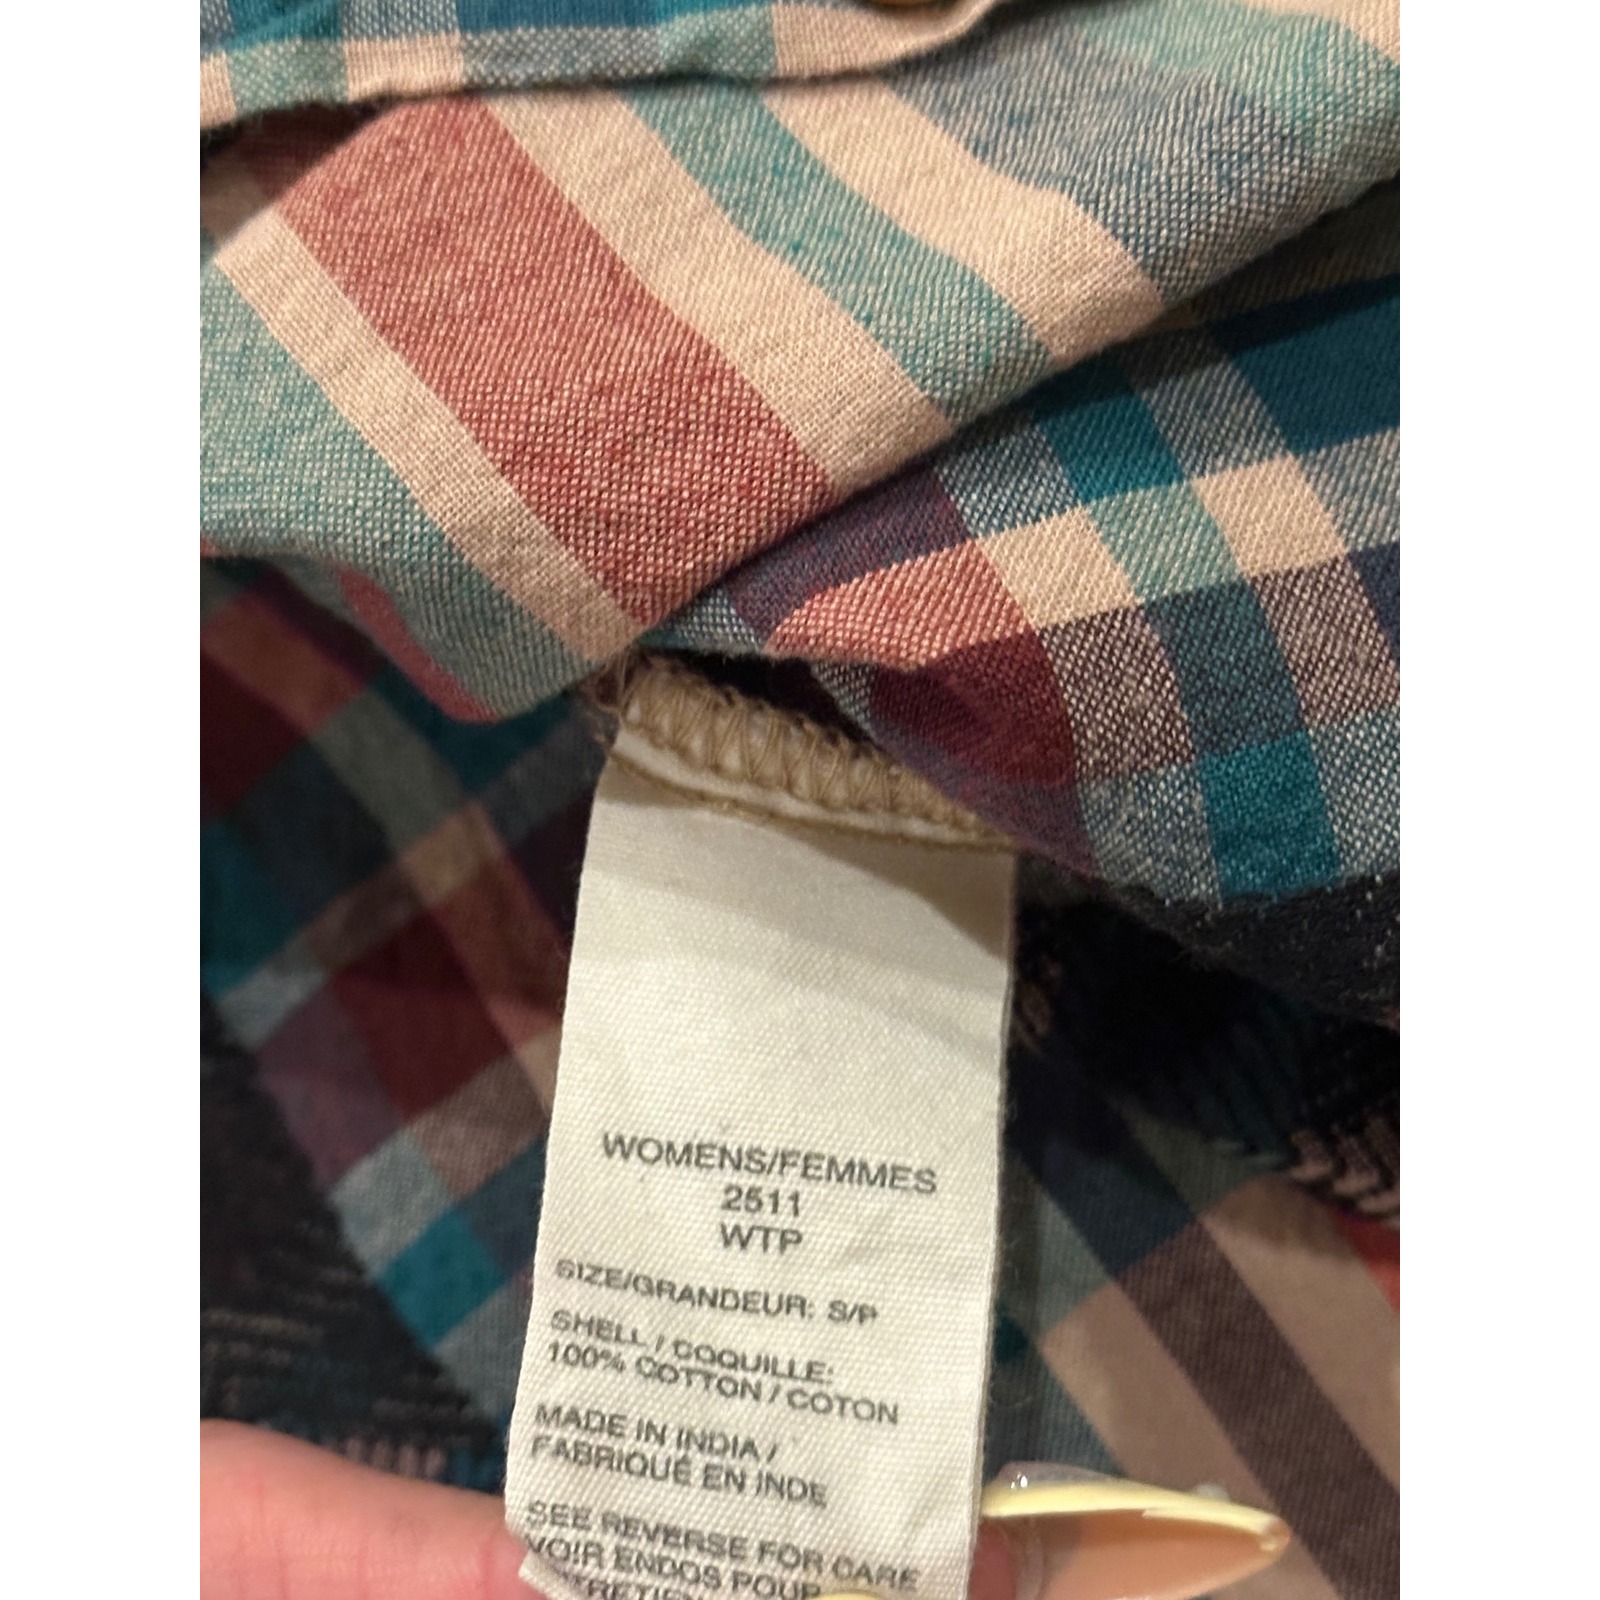 WOMENS/FEMMES
2511
WTP
SIZE/GRANDEUR: S/P
SHELL / COQUILLE:
100% COTTON / COTON
MADE IN INDIA /
FABRIQUÉ EN INDE
SEE REVERSE FOR CARE
VOIR ENDOS POUR